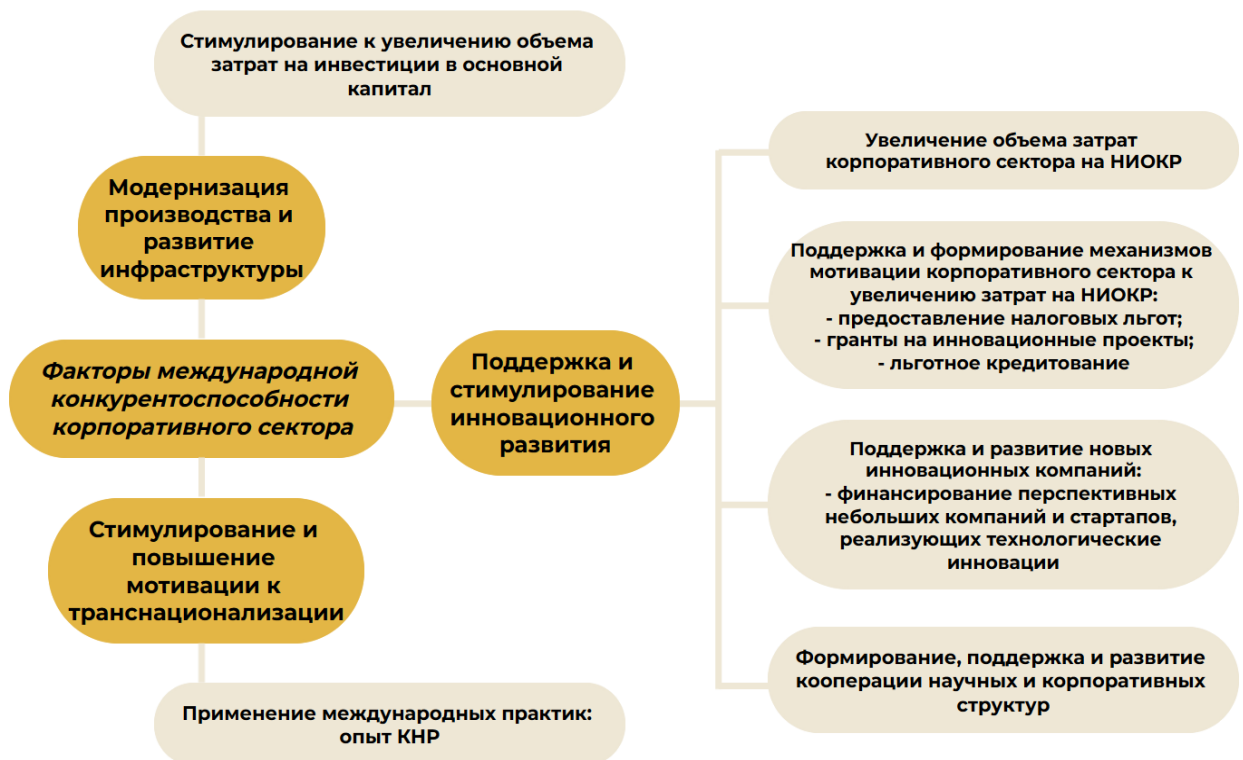 Стимулирование к увеличению объема
затрат на инвестиции в основной
капитал
Модернизация
производства и
развитие
инфраструктуры
Факторы международной
конкурентоспособности
корпоративного сектора
Стимулирование и
повышение
мотивации к
транснационализации
Применение международных практик:
опыт КНР
Поддержка и
стимулирование
инновационного
развития
Увеличение объема затрат
корпоративного сектора на НИОКР
Поддержка и формирование механизмов
мотивации корпоративного сектора к
увеличению затрат на НИОКР:
- предоставление налоговых льгот;
- гранты на инновационные проекты;
- льготное кредитование
Поддержка и развитие новых
инновационных компаний:
- финансирование перспективных
небольших компаний и стартапов,
реализующих технологические
инновации
Формирование, поддержка и развитие
кооперации научных и корпоративных
структур